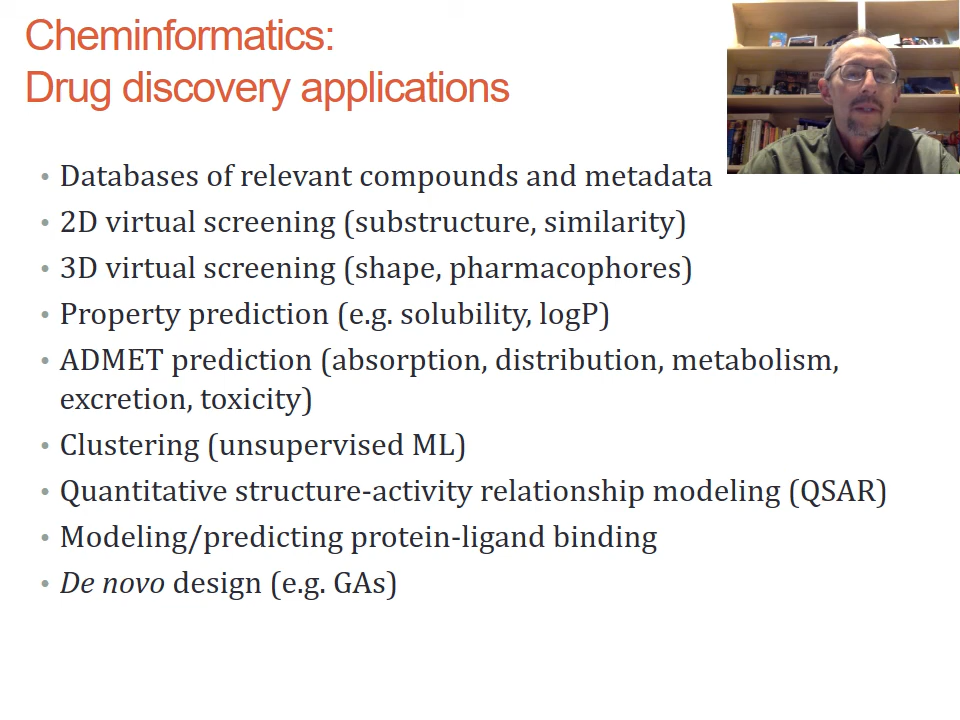 Cheminformatics:
Drug discovery applications
• Databases of relevant compounds and metadata
• 2D virtual screening (substructure, similarity)
• 3D virtual screening (shape, pharmacophores)
• Property prediction (e.g. solubility, logP)
• ADMET prediction (absorption, distribution, metabolism,
excretion, toxicity)
• Clustering (unsupervised ML)
• Quantitative structure-activity relationship modeling (QSAR)
• Modeling/predicting protein-ligand binding
• De novo design (e.g. GAs)